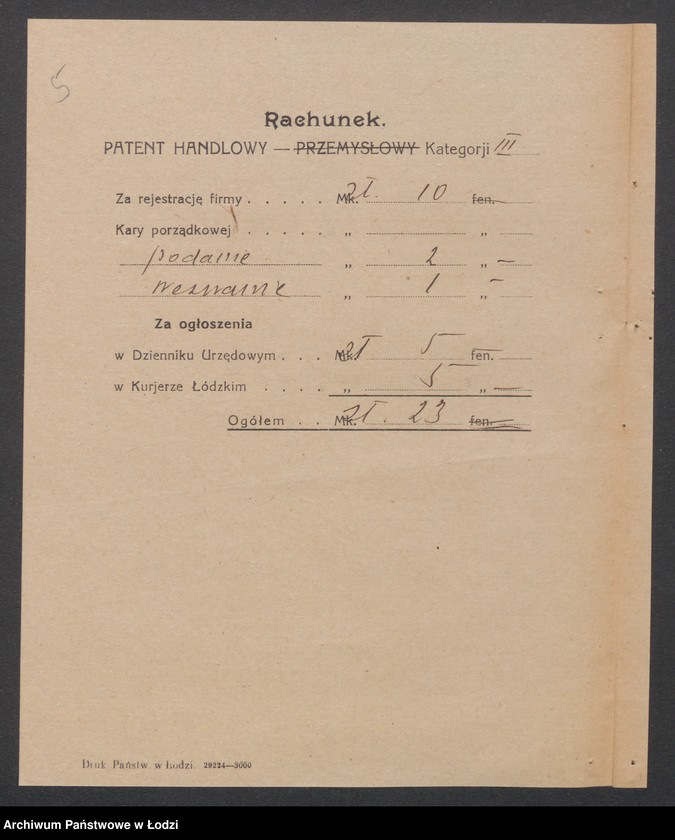 5
Rachunek.
PATENT HANDLOWY — PRZEMYSŁOWY Kategorji III
Za rejestrację firmy . . . . . Mk. zł. 10 fen.
Kary porządkowej . . . . . „ „
podanie „ 2 „ —
wezwanie „ 1 „ —
Za ogłoszenia
w Dzienniku Urzędowym . . . Mk. zł 5 fen.
w Kurjerze Łódzkim . . . . „ 5 „ —
Ogółem . . Mk. zł. 23 fen.
Druk Państw. w Łodzi. 29224—3000
Archiwum Państwowe w Łodzi